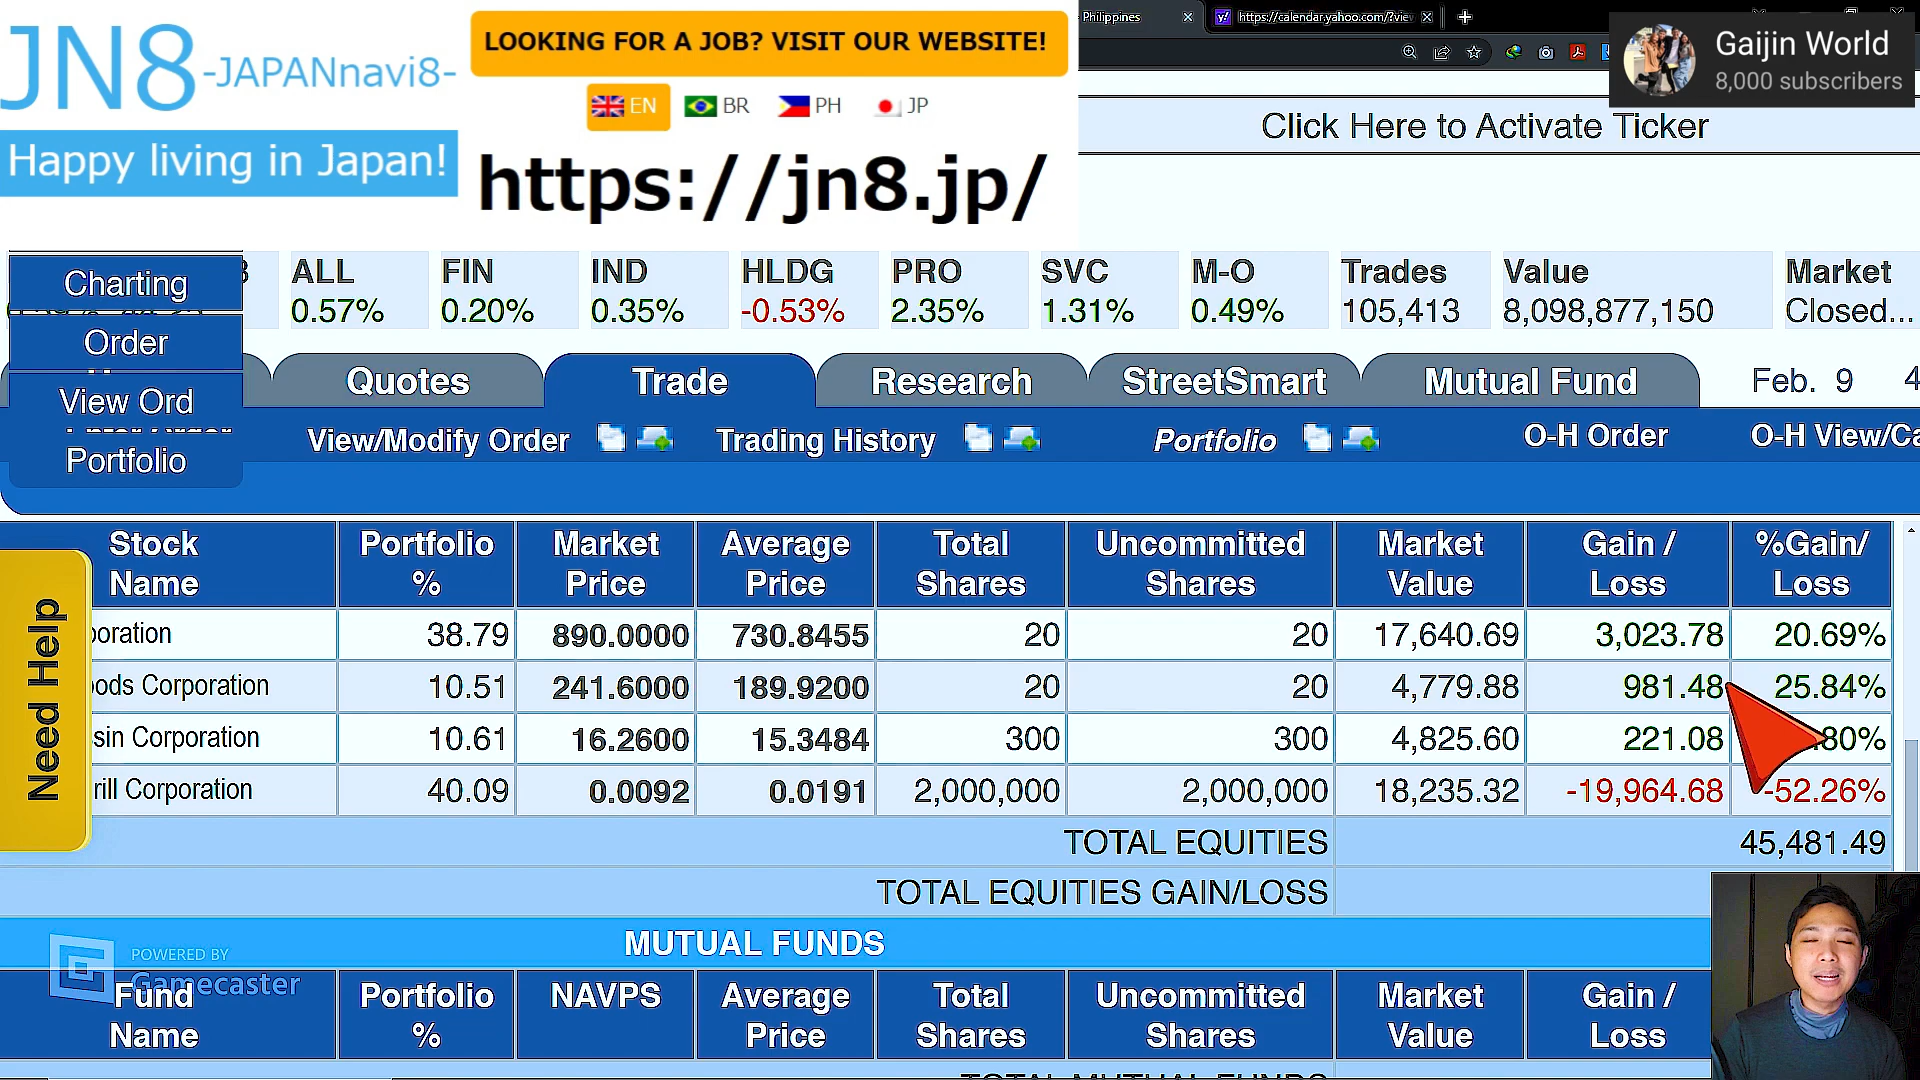 JN8 -JAPANnavi8-
Happy living in Japan!
LOOKING FOR A JOB? VISIT OUR WEBSITE!
EN BR PH JP
https://jn8.jp/
Philippines
https://calendar.yahoo.com/?vie
Gaijin World
8,000 subscribers
Click Here to Activate Ticker
ALL FIN IND HLDG PRO SVC M-O Trades Value Market
0.57% 0.20% 0.35% -0.53% 2.35% 1.31% 0.49% 105,413 8,098,877,150 Closed...
Charting
Order
View Ord
Portfolio
Quotes Trade Research StreetSmart Mutual Fund Feb. 9
View/Modify Order Trading History Portfolio O-H Order O-H View/Ca
Need Help
Stock Name Portfolio % Market Price Average Price Total Shares Uncommitted Shares Market Value Gain / Loss %Gain/ Loss
poration 38.79 890.0000 730.8455 20 20 17,640.69 3,023.78 20.69%
oods Corporation 10.51 241.6000 189.9200 20 20 4,779.88 981.48 25.84%
sin Corporation 10.61 16.2600 15.3484 300 300 4,825.60 221.08 .80%
rill Corporation 40.09 0.0092 0.0191 2,000,000 2,000,000 18,235.32 -19,964.68 -52.26%
TOTAL EQUITIES 45,481.49
TOTAL EQUITIES GAIN/LOSS
MUTUAL FUNDS
POWERED BY
Gamecaster
Fund Name Portfolio % NAVPS Average Price Total Shares Uncommitted Shares Market Value Gain / Loss